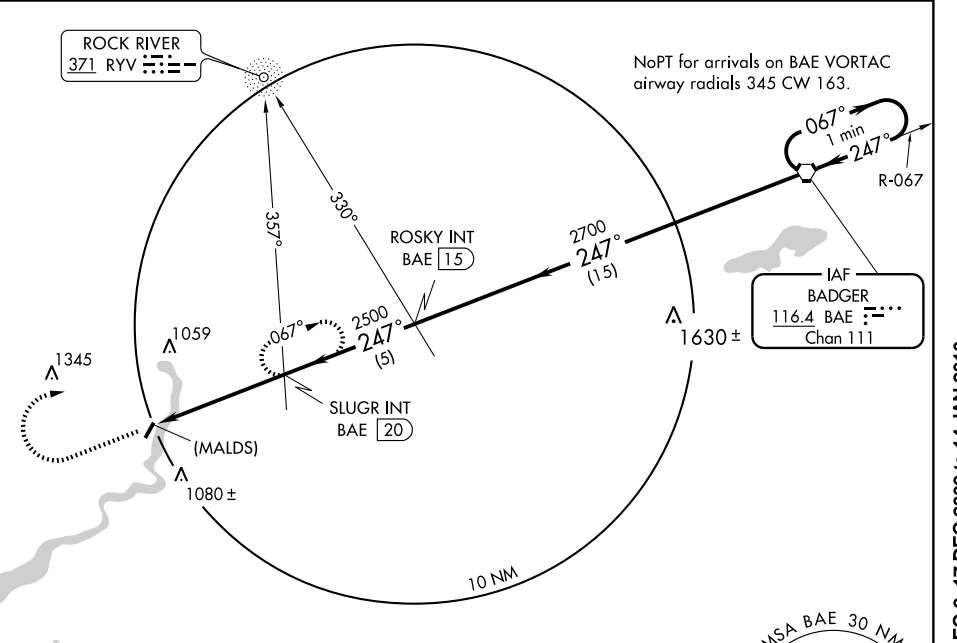 ROCK RIVER
371 RYV
NoPT for arrivals on BAE VORTAC
airway radials 345 CW 163.
067°
1 min
247°
R-067
357°
330°
ROSKY INT
BAE 15
2700
247°
(15)
IAF
BADGER
116.4 BAE
Chan 111
1630 ±
2500
247°
(5)
067°
1059
1345
SLUGR INT
BAE 20
(MALDS)
1080 ±
10 NM
MSA BAE 30 NM